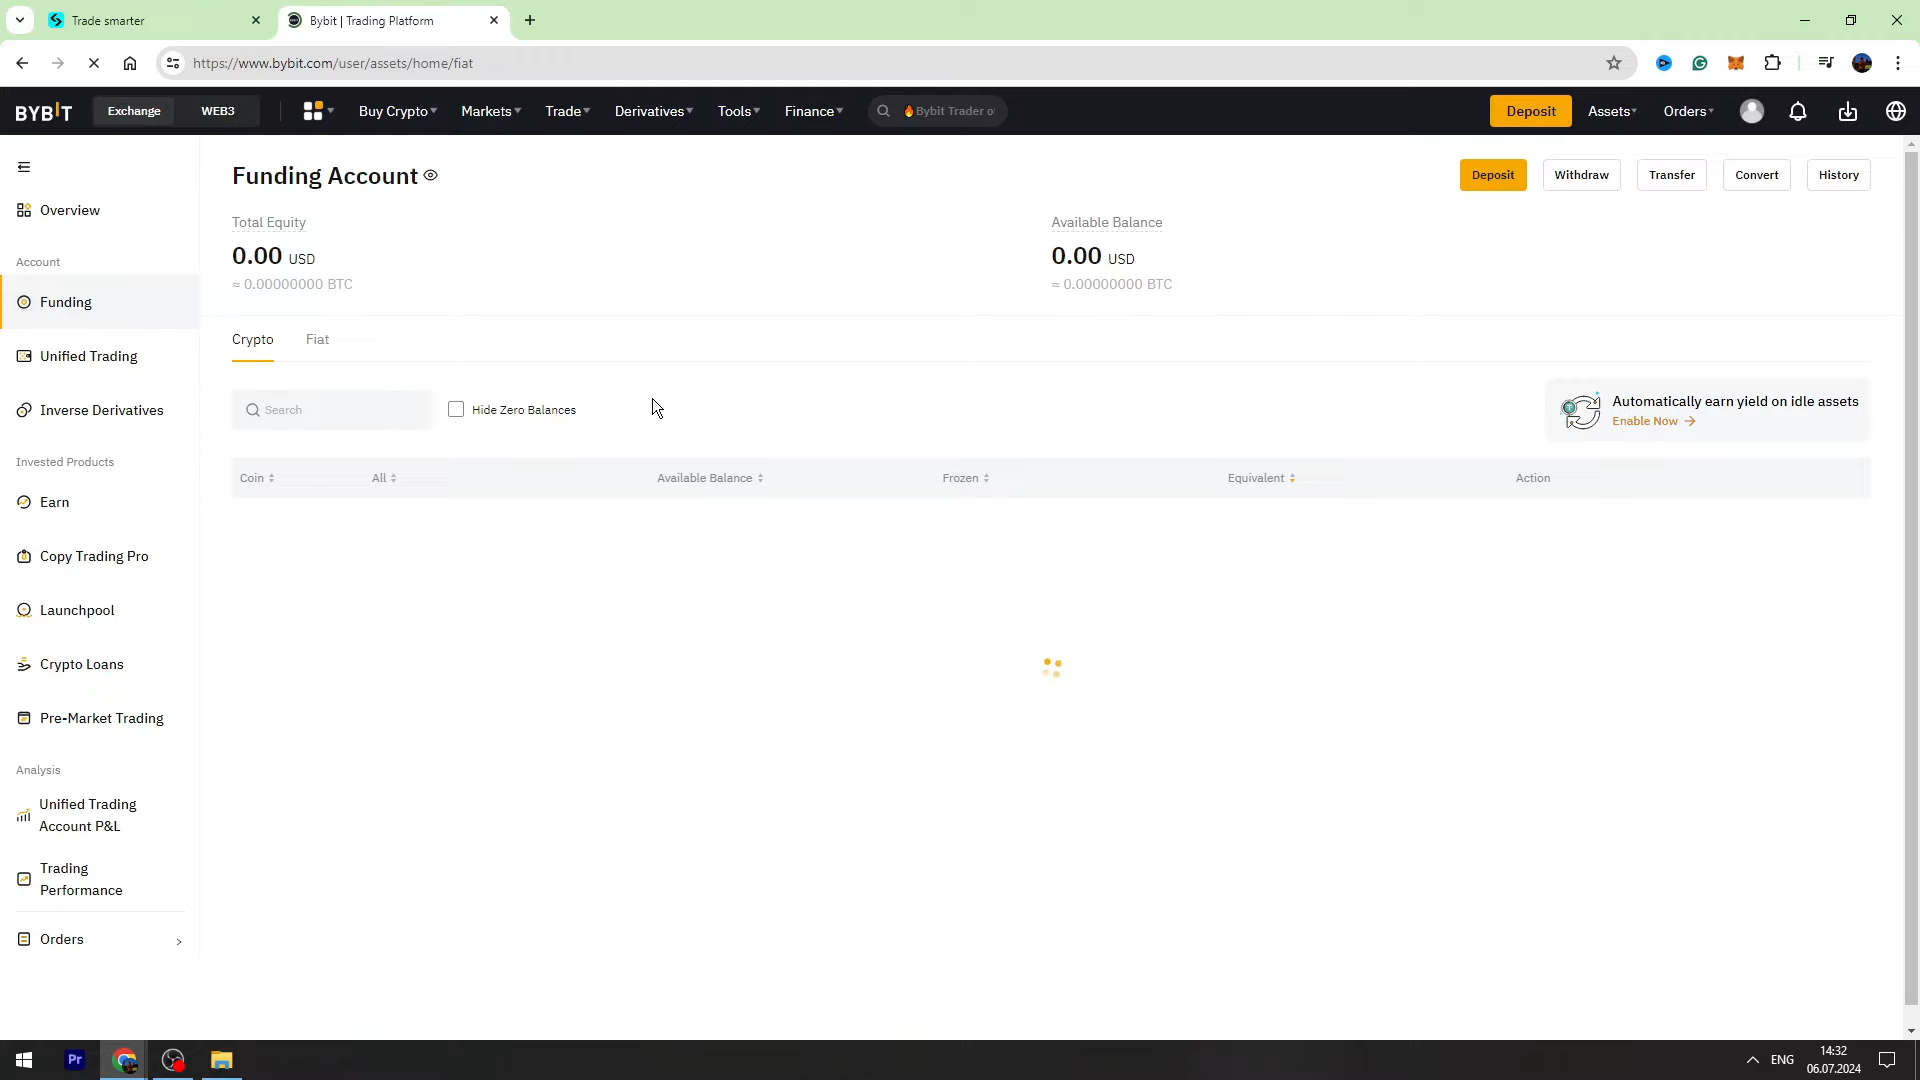 Trade smarter
Bybit | Trading Platform
https://www.bybit.com/user/assets/home/fiat
BYBIT
Exchange
WEB3
Buy Crypto
Markets
Trade
Derivatives
Tools
Finance
Bybit Trader o
Deposit
Assets
Orders
Funding Account
Deposit
Withdraw
Transfer
Convert
History
Overview
Total Equity
Available Balance
0.00 USD
0.00 USD
≈ 0.00000000 BTC
≈ 0.00000000 BTC
Account
Funding
Unified Trading
Inverse Derivatives
Invested Products
Earn
Copy Trading Pro
Launchpool
Crypto Loans
Pre-Market Trading
Analysis
Unified Trading
Account P&L
Trading
Performance
Orders
Crypto
Fiat
Search
Hide Zero Balances
Automatically earn yield on idle assets
Enable Now
Coin
All
Available Balance
Frozen
Equivalent
Action
Pr
ENG
14:32
06.07.2024